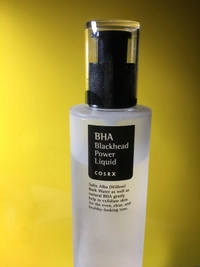 BHA
Blackhead
Power
Liquid
COSRX
Salix Alba (Willow)
Bark Water as well as
natural BHA gently
help to exfoliate skin
for the even, clear, and
healthy-looking tone.